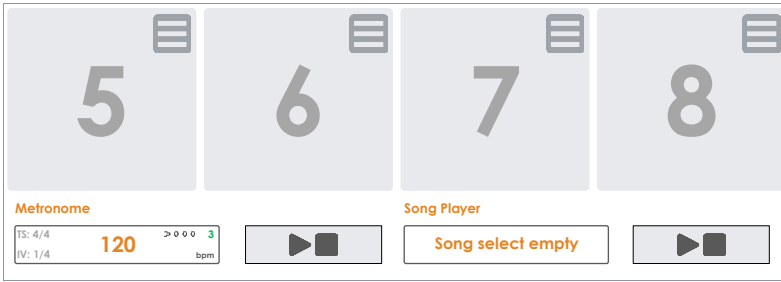 5 6 7 8
Metronome Song Player
TS: 4/4 120 >ooo 3 Song select empty
IV: 1/4 bpm